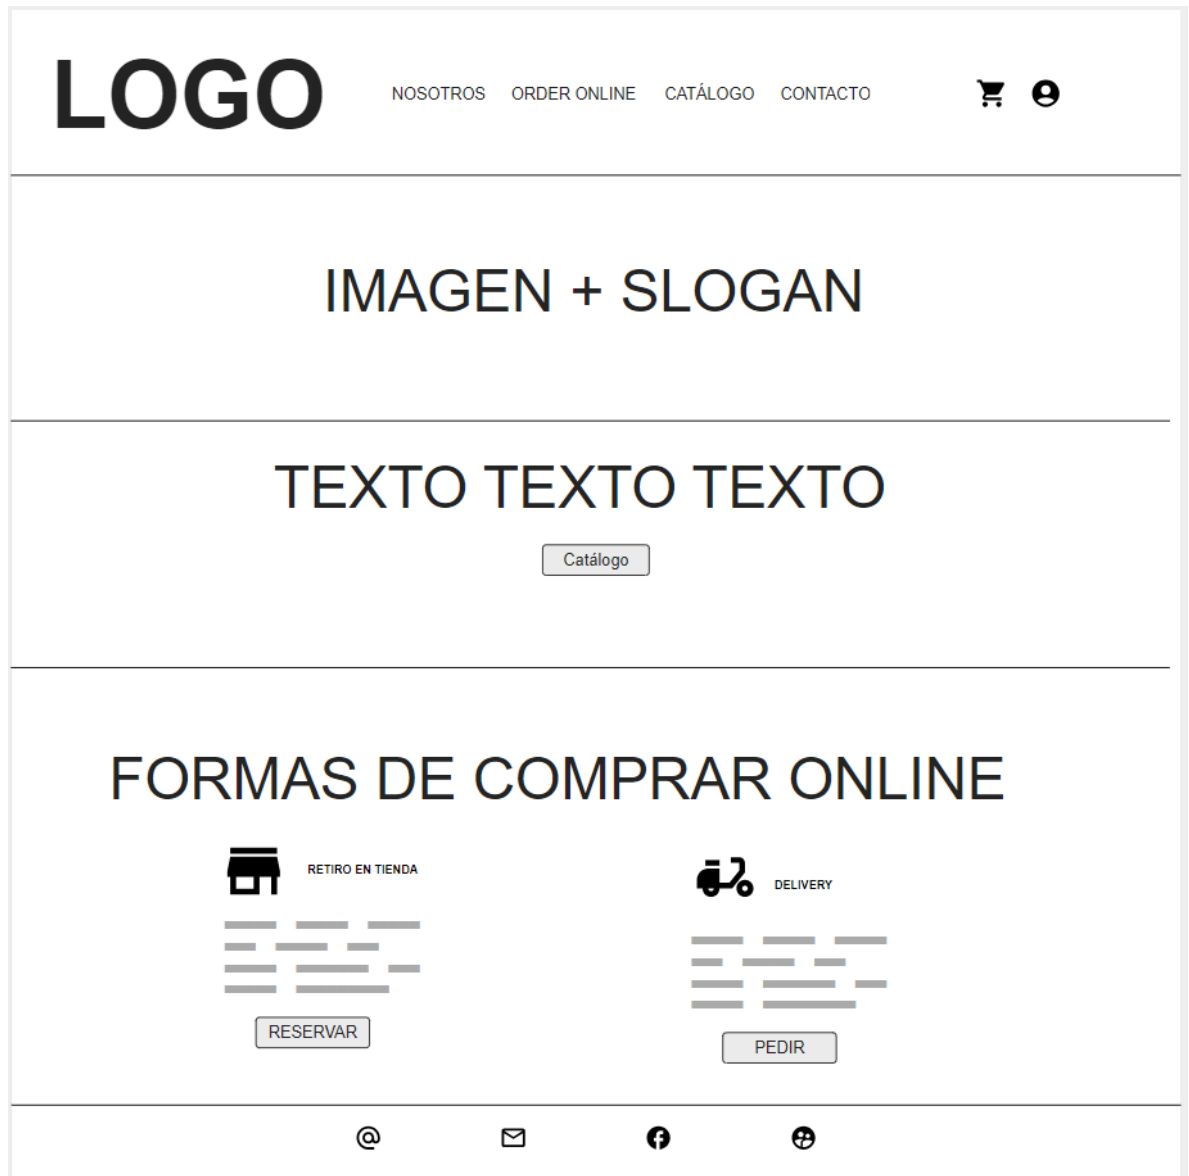 LOGO
NOSOTROS ORDER ONLINE CATÁLOGO CONTACTO
IMAGEN + SLOGAN
TEXTO TEXTO TEXTO
Catálogo
FORMAS DE COMPRAR ONLINE
RETIRO EN TIENDA
RESERVAR
DELIVERY
PEDIR